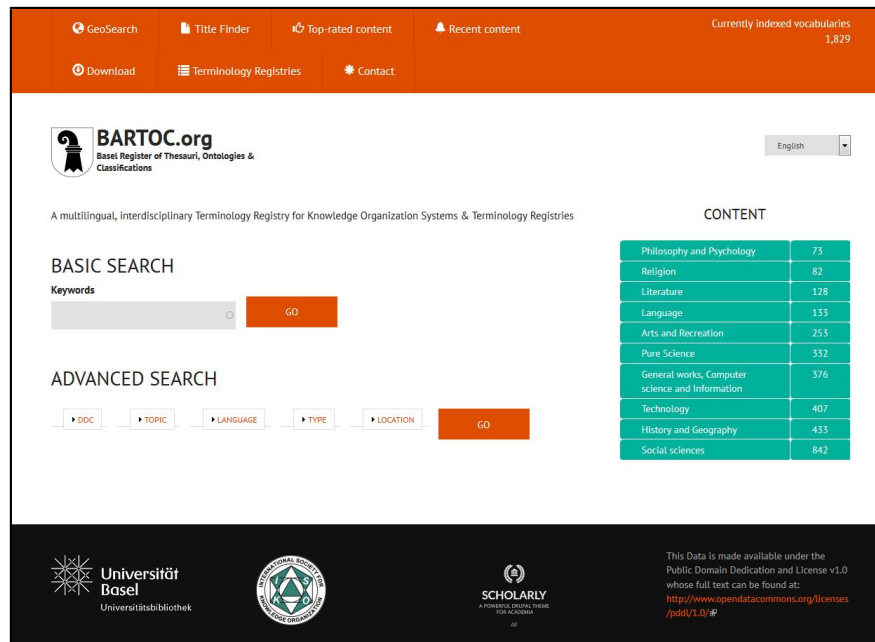 GeoSearch
Title Finder
Top-rated content
Recent content
Currently indexed vocabularies
1,829
Download
Terminology Registries
Contact
BARTOC.org
Basel Register of Thesauri, Ontologies &
Classifications
English
A multilingual, interdisciplinary Terminology Registry for Knowledge Organization Systems & Terminology Registries
BASIC SEARCH
Keywords
GO
ADVANCED SEARCH
DDC
TOPIC
LANGUAGE
TYPE
LOCATION
GO
CONTENT
Philosophy and Psychology 73
Religion 82
Literature 128
Language 133
Arts and Recreation 253
Pure Science 332
General works, Computer 376
science and Information
Technology 407
History and Geography 433
Social sciences 842
Universität
Basel
Universitätsbibliothek
INTERNATIONAL SOCIETY FOR
KNOWLEDGE ORGANIZATION
I S
K O
SCHOLARLY
A POWERFUL DRUPAL THEME
FOR ACADEMIA
This Data is made available under the
Public Domain Dedication and License v1.0
whose full text can be found at:
http://www.opendatacommons.org/licenses
/pddl/1.0/